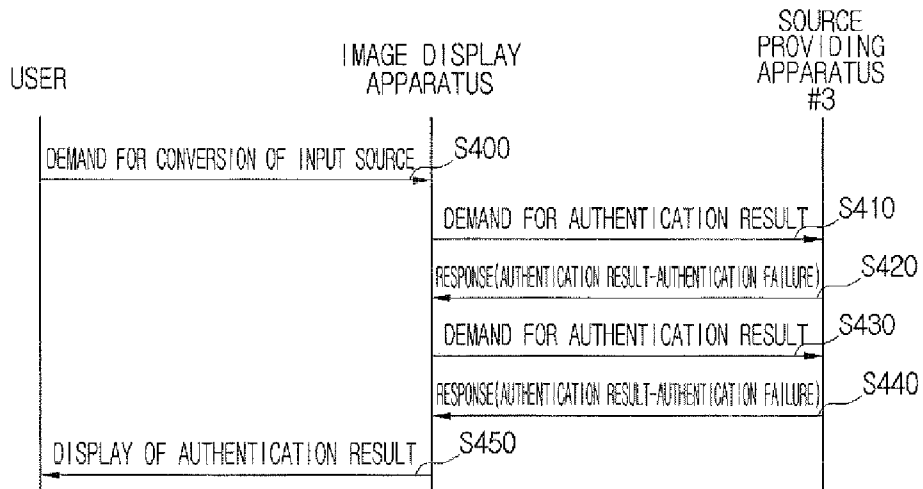 USER
IMAGE DISPLAY
APPARATUS
SOURCE
PROVIDING
APPARATUS
#3
DEMAND FOR CONVERSION OF INPUT SOURCE
S400
DEMAND FOR AUTHENTICATION RESULT
S410
RESPONSE(AUTHENTICATION RESULT-AUTHENTICATION FAILURE)
S420
DEMAND FOR AUTHENTICATION RESULT
S430
RESPONSE(AUTHENTICATION RESULT-AUTHENTICATION FAILURE)
S440
DISPLAY OF AUTHENTICATION RESULT
S450